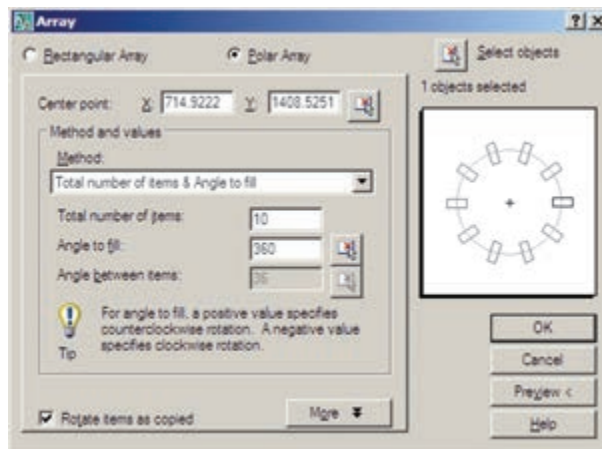 Array
Rectangular Array
Polar Array
Select objects
1 objects selected
Center point: X: 714.9222 Y: 1408.5251
Method and values
Method:
Total number of items & Angle to fill
Total number of items: 10
Angle to fill: 360
Angle between items: 36
For angle to fill, a positive value specifies
counterclockwise rotation. A negative value
specifies clockwise rotation.
Tip
Rotate items as copied
More
OK
Cancel
Preview <
Help